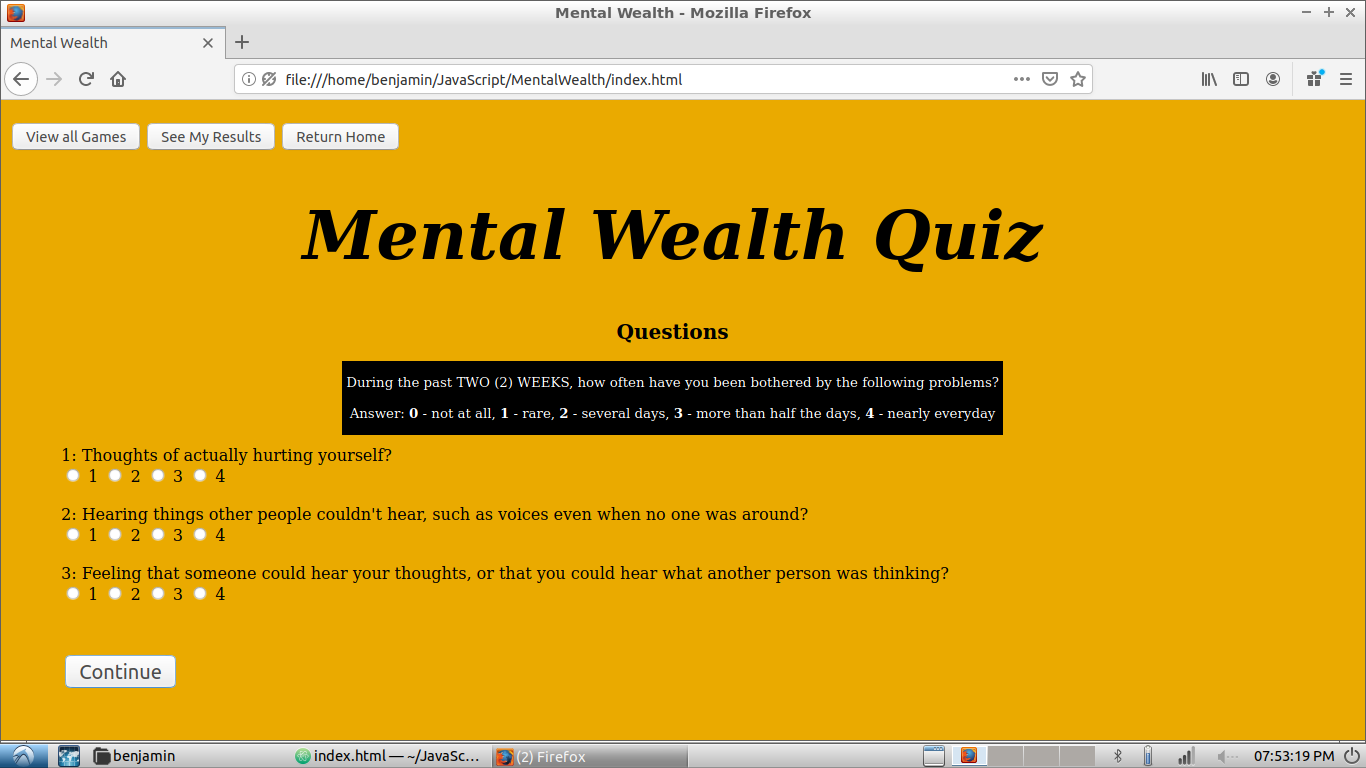 Mental Wealth - Mozilla Firefox
Mental Wealth
file:///home/benjamin/JavaScript/MentalWealth/index.html
View all Games See My Results Return Home
Mental Wealth Quiz
Questions
During the past TWO (2) WEEKS, how often have you been bothered by the following problems?
Answer: 0 - not at all, 1 - rare, 2 - several days, 3 - more than half the days, 4 - nearly everyday
1: Thoughts of actually hurting yourself?
1 2 3 4
2: Hearing things other people couldn't hear, such as voices even when no one was around?
1 2 3 4
3: Feeling that someone could hear your thoughts, or that you could hear what another person was thinking?
1 2 3 4
Continue
benjamin index.html — ~/JavaSc... (2) Firefox 07:53:19 PM